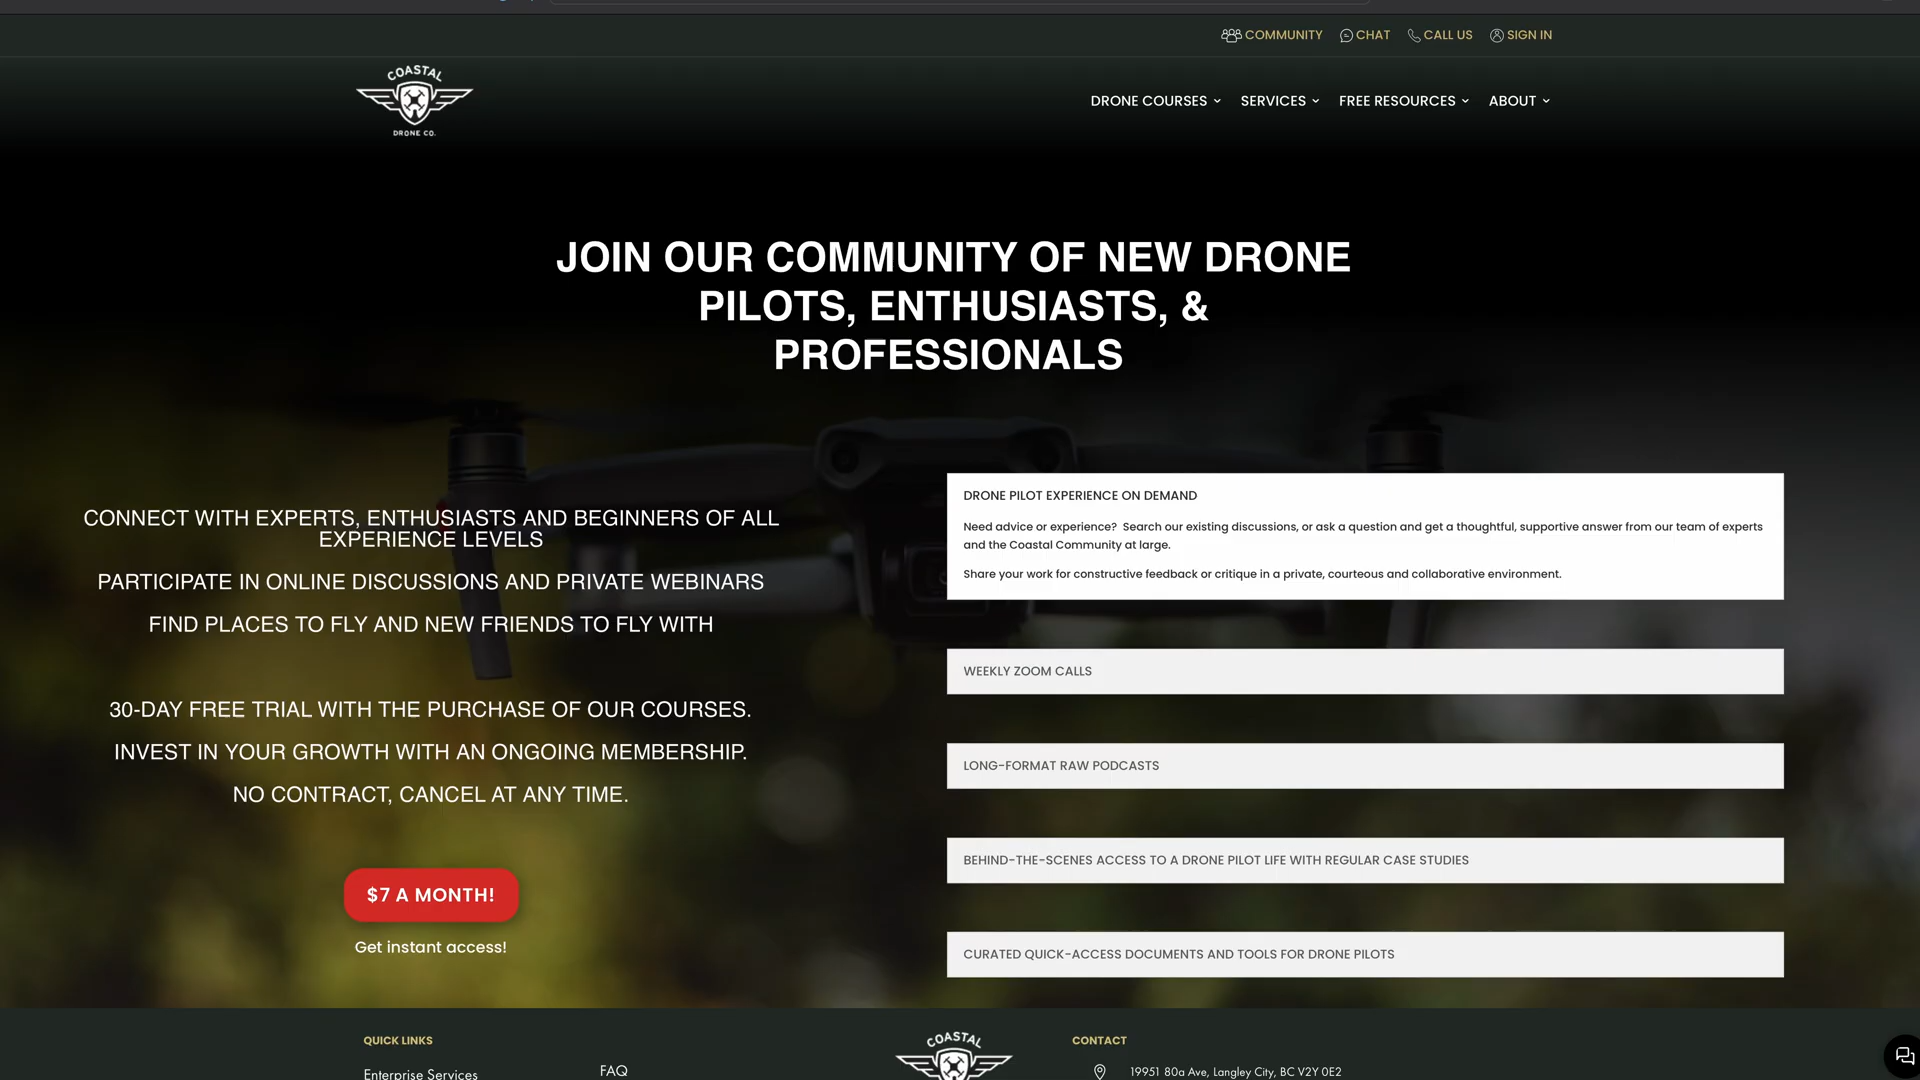 COMMUNITY
CHAT
CALL US
SIGN IN
COASTAL
DRONE CO.
DRONE COURSES
SERVICES
FREE RESOURCES
ABOUT
JOIN OUR COMMUNITY OF NEW DRONE
PILOTS, ENTHUSIASTS, &
PROFESSIONALS
CONNECT WITH EXPERTS, ENTHUSIASTS AND BEGINNERS OF ALL
EXPERIENCE LEVELS
PARTICIPATE IN ONLINE DISCUSSIONS AND PRIVATE WEBINARS
FIND PLACES TO FLY AND NEW FRIENDS TO FLY WITH
30-DAY FREE TRIAL WITH THE PURCHASE OF OUR COURSES.
INVEST IN YOUR GROWTH WITH AN ONGOING MEMBERSHIP.
NO CONTRACT, CANCEL AT ANY TIME.
$7 A MONTH!
Get instant access!
DRONE PILOT EXPERIENCE ON DEMAND
Need advice or experience? Search our existing discussions, or ask a question and get a thoughtful, supportive answer from our team of experts
and the Coastal Community at large.
Share your work for constructive feedback or critique in a private, courteous and collaborative environment.
WEEKLY ZOOM CALLS
LONG-FORMAT RAW PODCASTS
BEHIND-THE-SCENES ACCESS TO A DRONE PILOT LIFE WITH REGULAR CASE STUDIES
CURATED QUICK-ACCESS DOCUMENTS AND TOOLS FOR DRONE PILOTS
QUICK LINKS
Enterprise Services
FAQ
COASTAL
CONTACT
19951 80a Ave, Langley City, BC V2Y 0E2